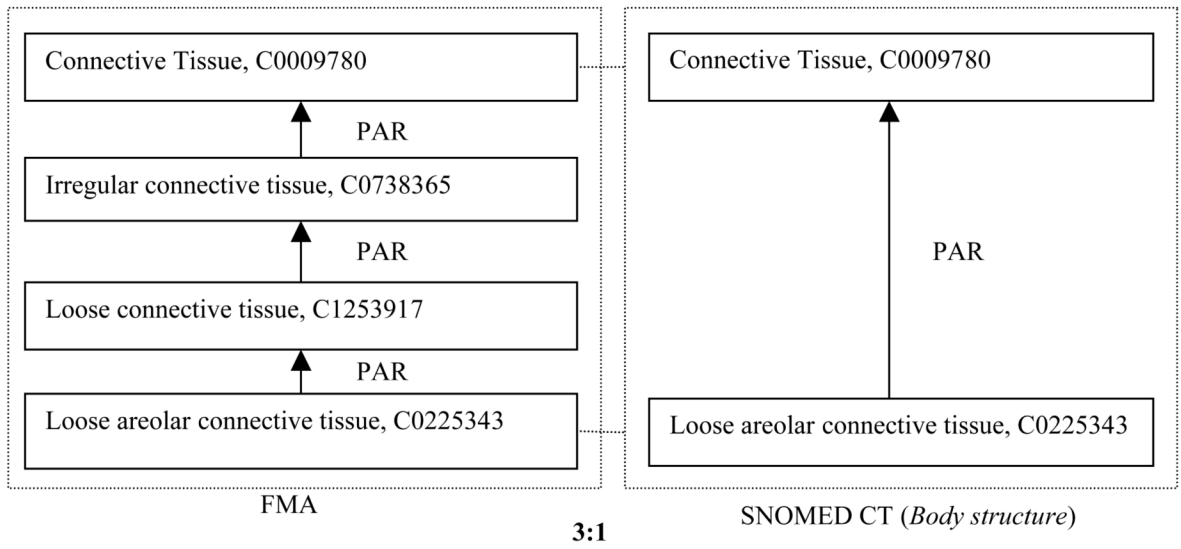 Connective Tissue, C0009780
PAR
Irregular connective tissue, C0738365
PAR
Loose connective tissue, C1253917
PAR
Loose areolar connective tissue, C0225343
FMA
Connective Tissue, C0009780
PAR
Loose areolar connective tissue, C0225343
SNOMED CT (Body structure)
3:1